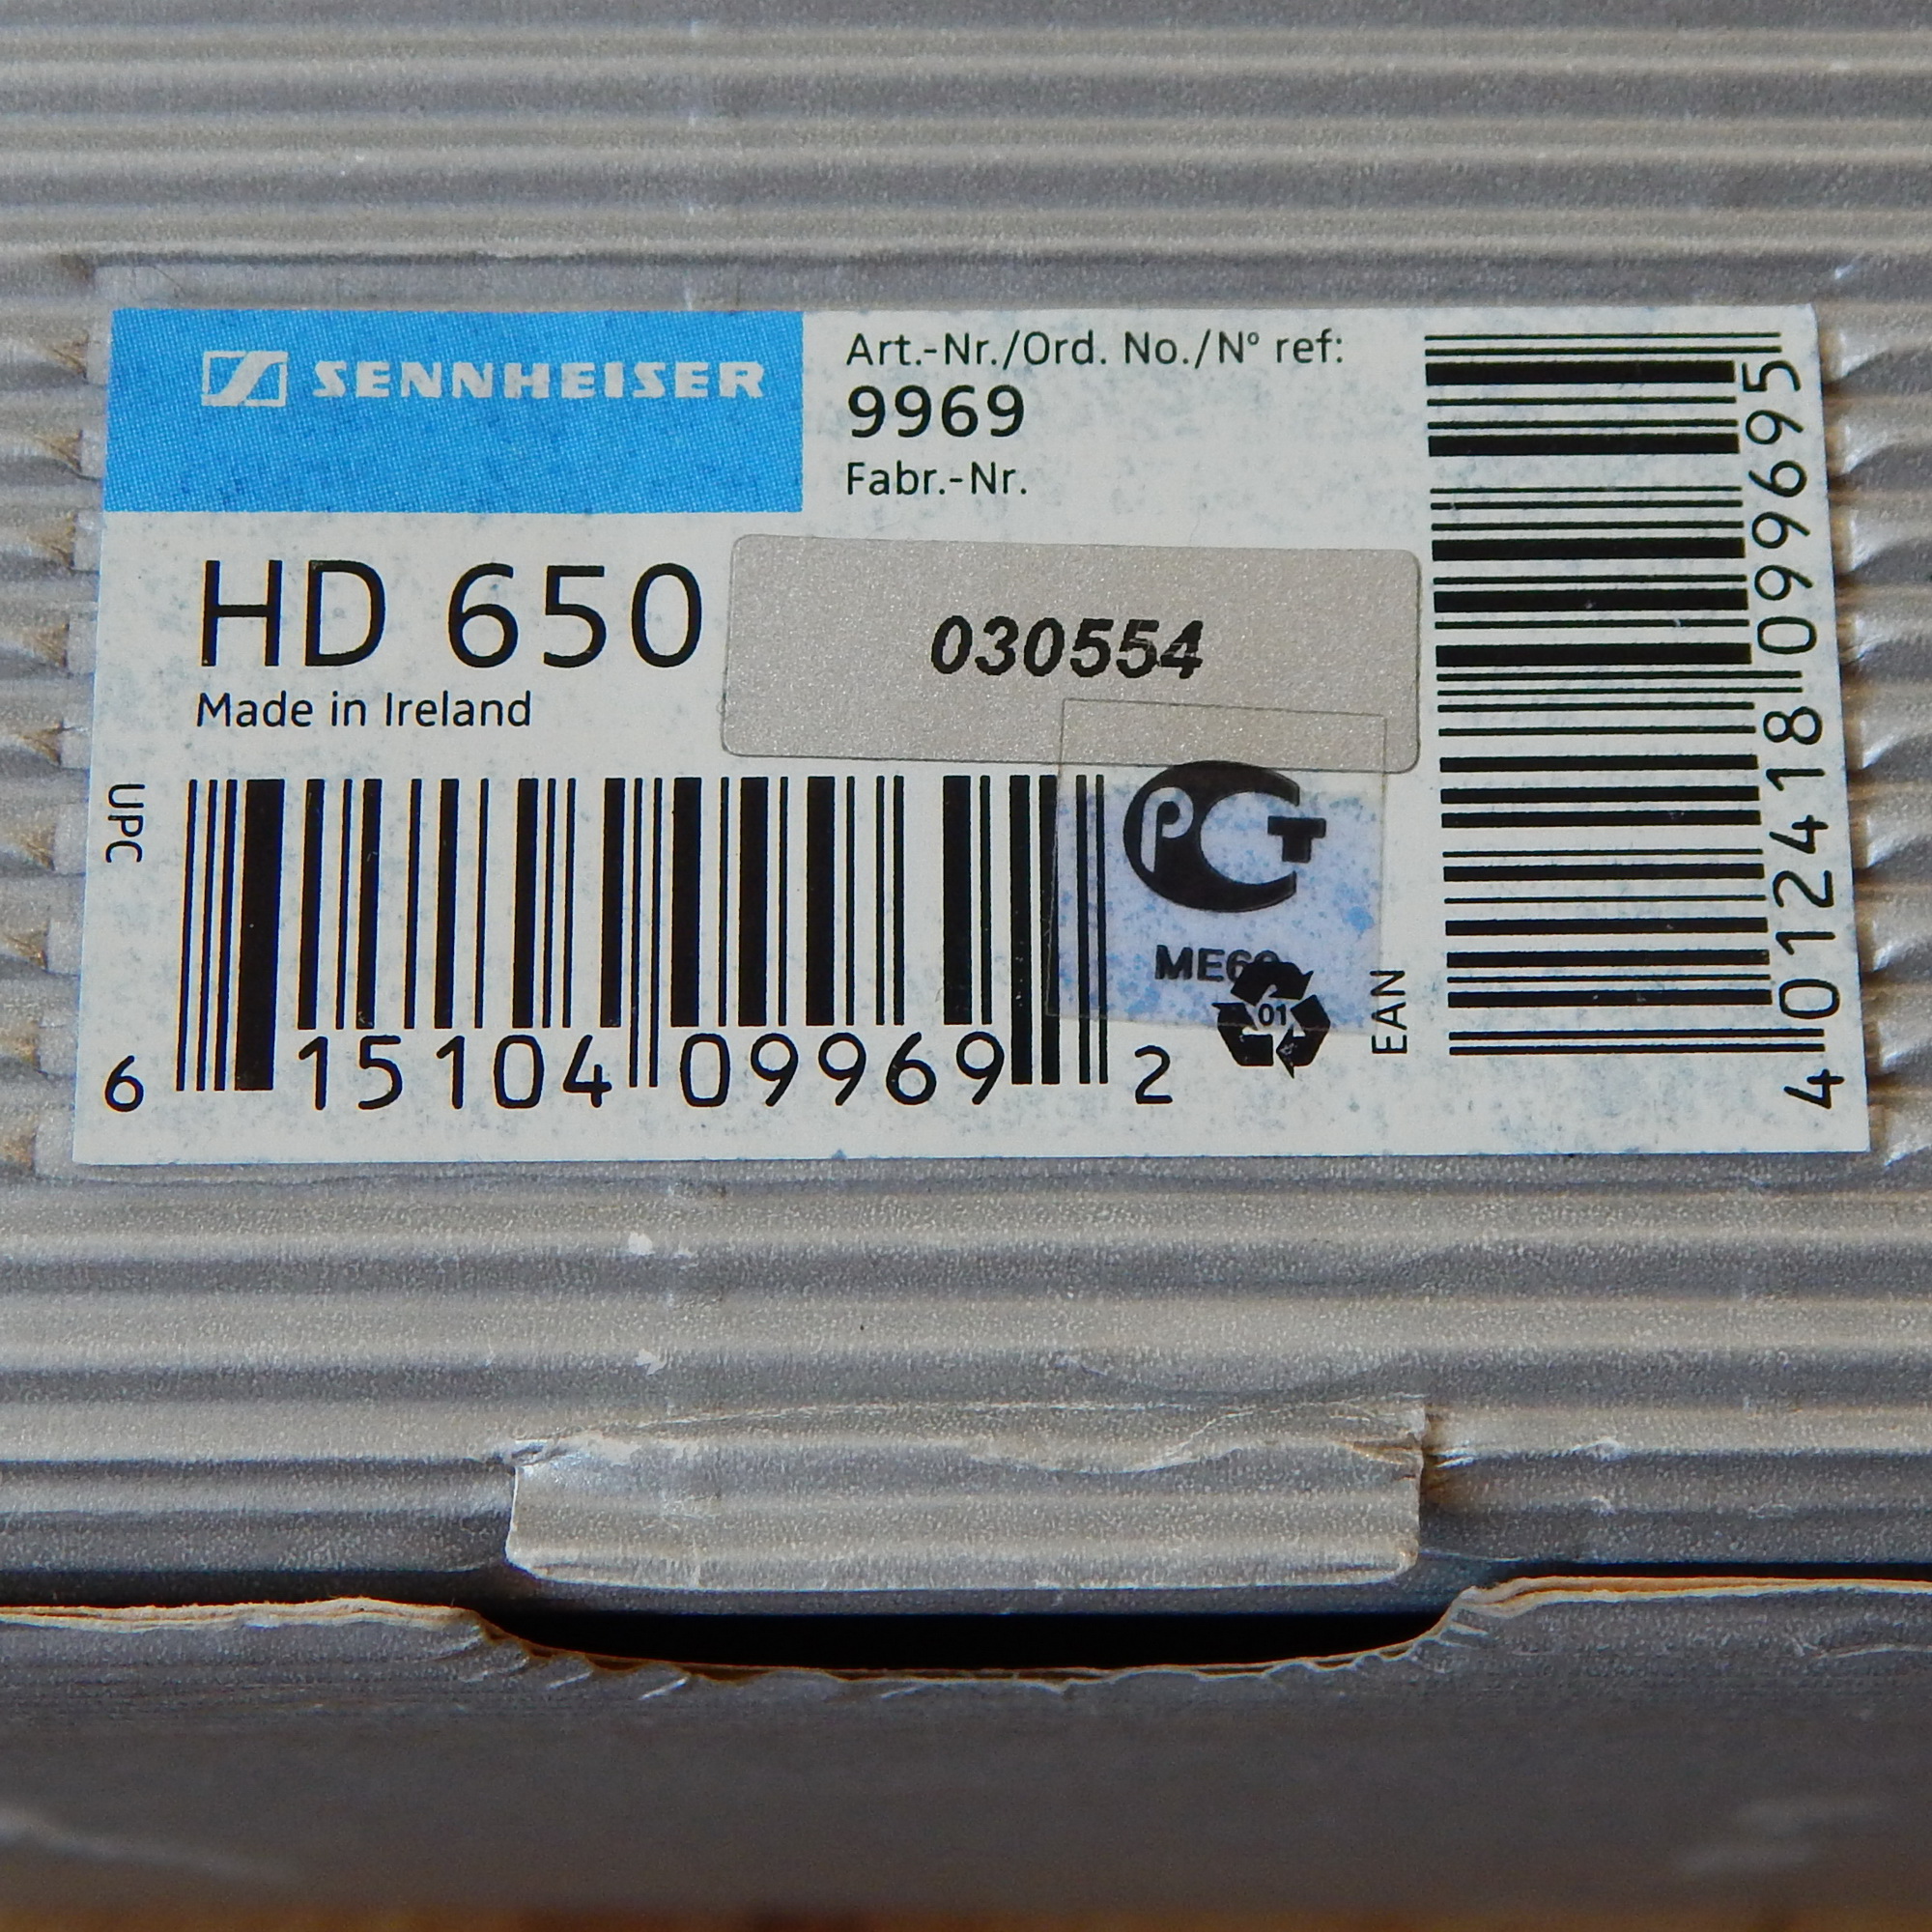 SENNHEISER
Art.-Nr./Ord. No./N° ref:
9969
Fabr.-Nr.
HD 650
030554
Made in Ireland
UPC
6 15104 09969 2
РСТ
01
EAN
4 012418 099695